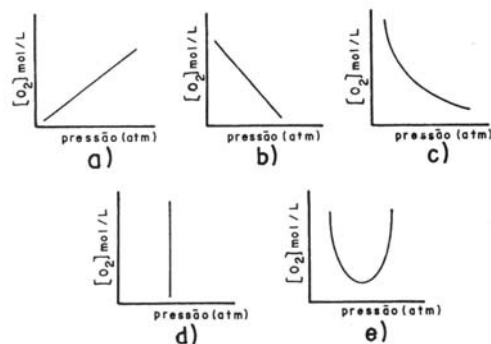 [O₂] mol/L
pressão (atm)
a)
[O₂] mol/L
pressão (atm)
b)
[O₂] mol/L
pressão (atm)
c)
[O₂] mol/L
pressão (atm)
d)
[O₂] mol/L
pressão (atm)
e)